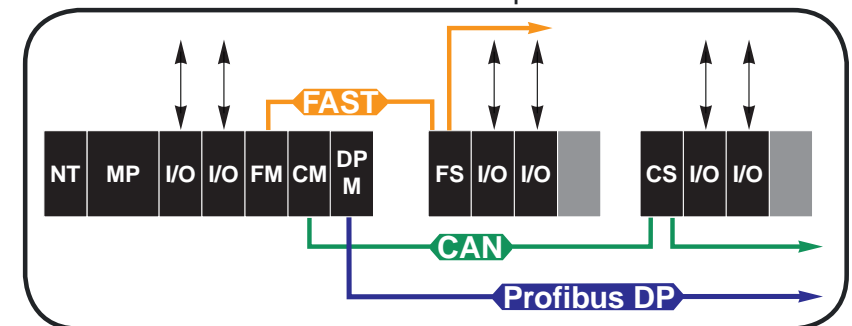 FAST
NT MP I/O I/O FM CM DP M FS I/O I/O CS I/O I/O
CAN
Profibus DP